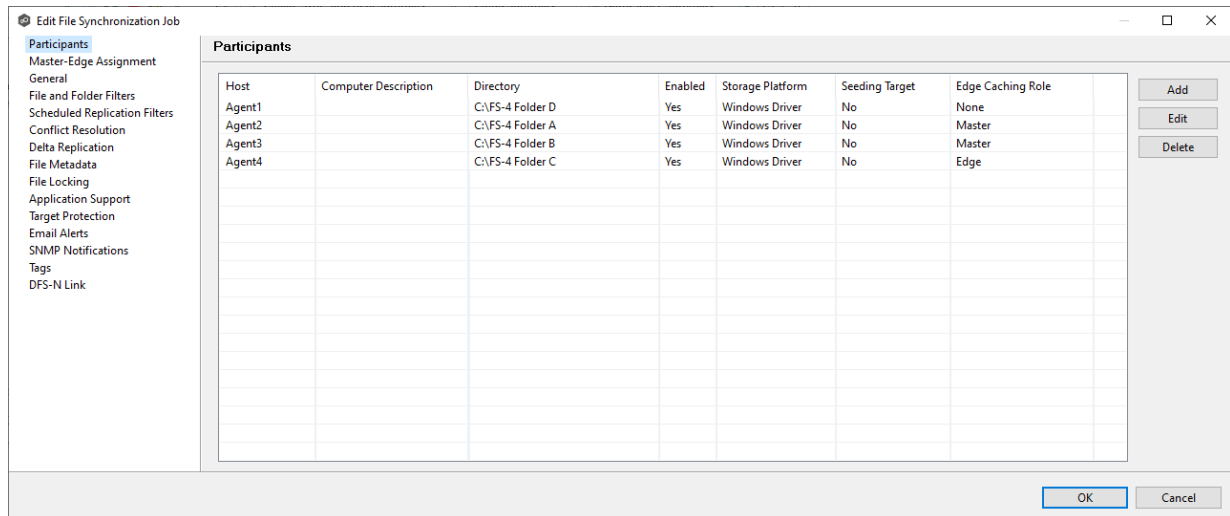 Edit File Synchronization Job
Participants
Master-Edge Assignment
General
File and Folder Filters
Scheduled Replication Filters
Conflict Resolution
Delta Replication
File Metadata
File Locking
Application Support
Target Protection
Email Alerts
SNMP Notifications
Tags
DFS-N Link
Participants
Host Computer Description Directory Enabled Storage Platform Seeding Target Edge Caching Role
Agent1 C:\FS-4 Folder D Yes Windows Driver No None
Agent2 C:\FS-4 Folder A Yes Windows Driver No Master
Agent3 C:\FS-4 Folder B Yes Windows Driver No Master
Agent4 C:\FS-4 Folder C Yes Windows Driver No Edge
Add
Edit
Delete
OK Cancel